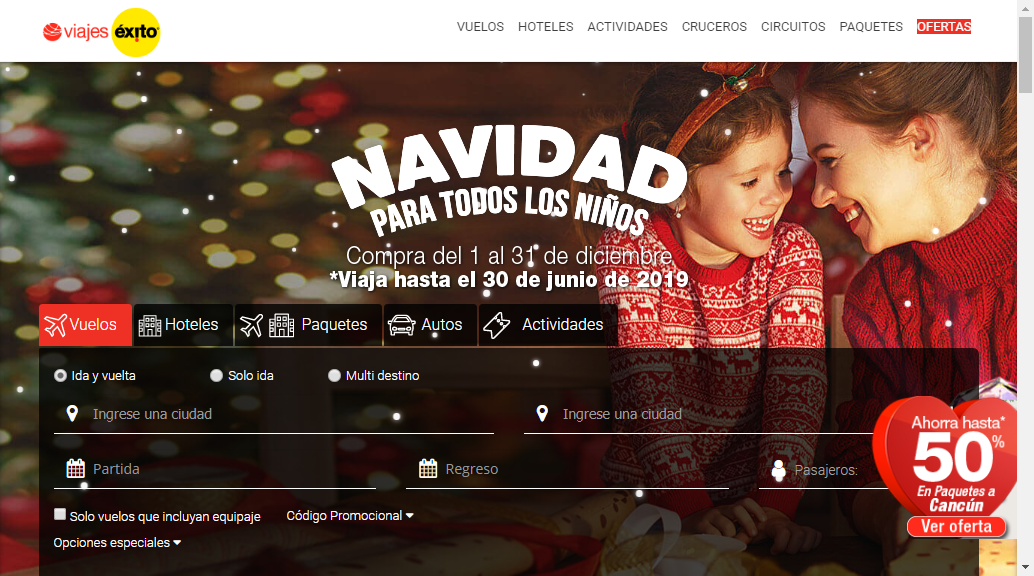 viajes éxito
VUELOS HOTELES ACTIVIDADES CRUCEROS CIRCUITOS PAQUETES OFERTAS
NAVIDAD
PARA TODOS LOS NIÑOS
Compra del 1 al 31 de diciembre
*Viaja hasta el 30 de junio de 2019
Vuelos Hoteles Paquetes Autos Actividades
Ida y vuelta Solo ida Multi destino
Ingrese una ciudad Ingrese una ciudad
Partida Regreso Pasajeros:
Solo vuelos que incluyan equipaje Código Promocional
Opciones especiales
Ahorra hasta*
50%
En Paquetes a
Cancún
Ver oferta